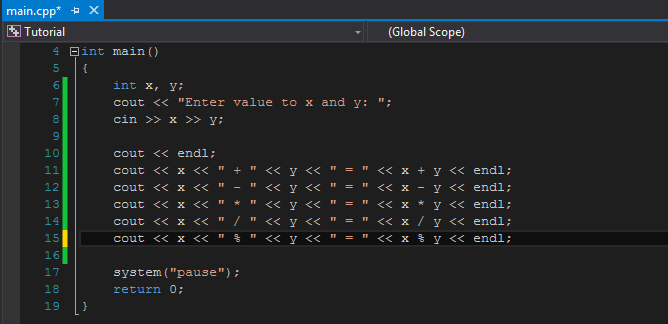 main.cpp*
Tutorial (Global Scope)
4 int main()
5 {
6 int x, y;
7 cout << "Enter value to x and y: ";
8 cin >> x >> y;
9
10 cout << endl;
11 cout << x << " + " << y << " = " << x + y << endl;
12 cout << x << " - " << y << " = " << x - y << endl;
13 cout << x << " * " << y << " = " << x * y << endl;
14 cout << x << " / " << y << " = " << x / y << endl;
15 cout << x << " % " << y << " = " << x % y << endl;
16
17 system("pause");
18 return 0;
19 }